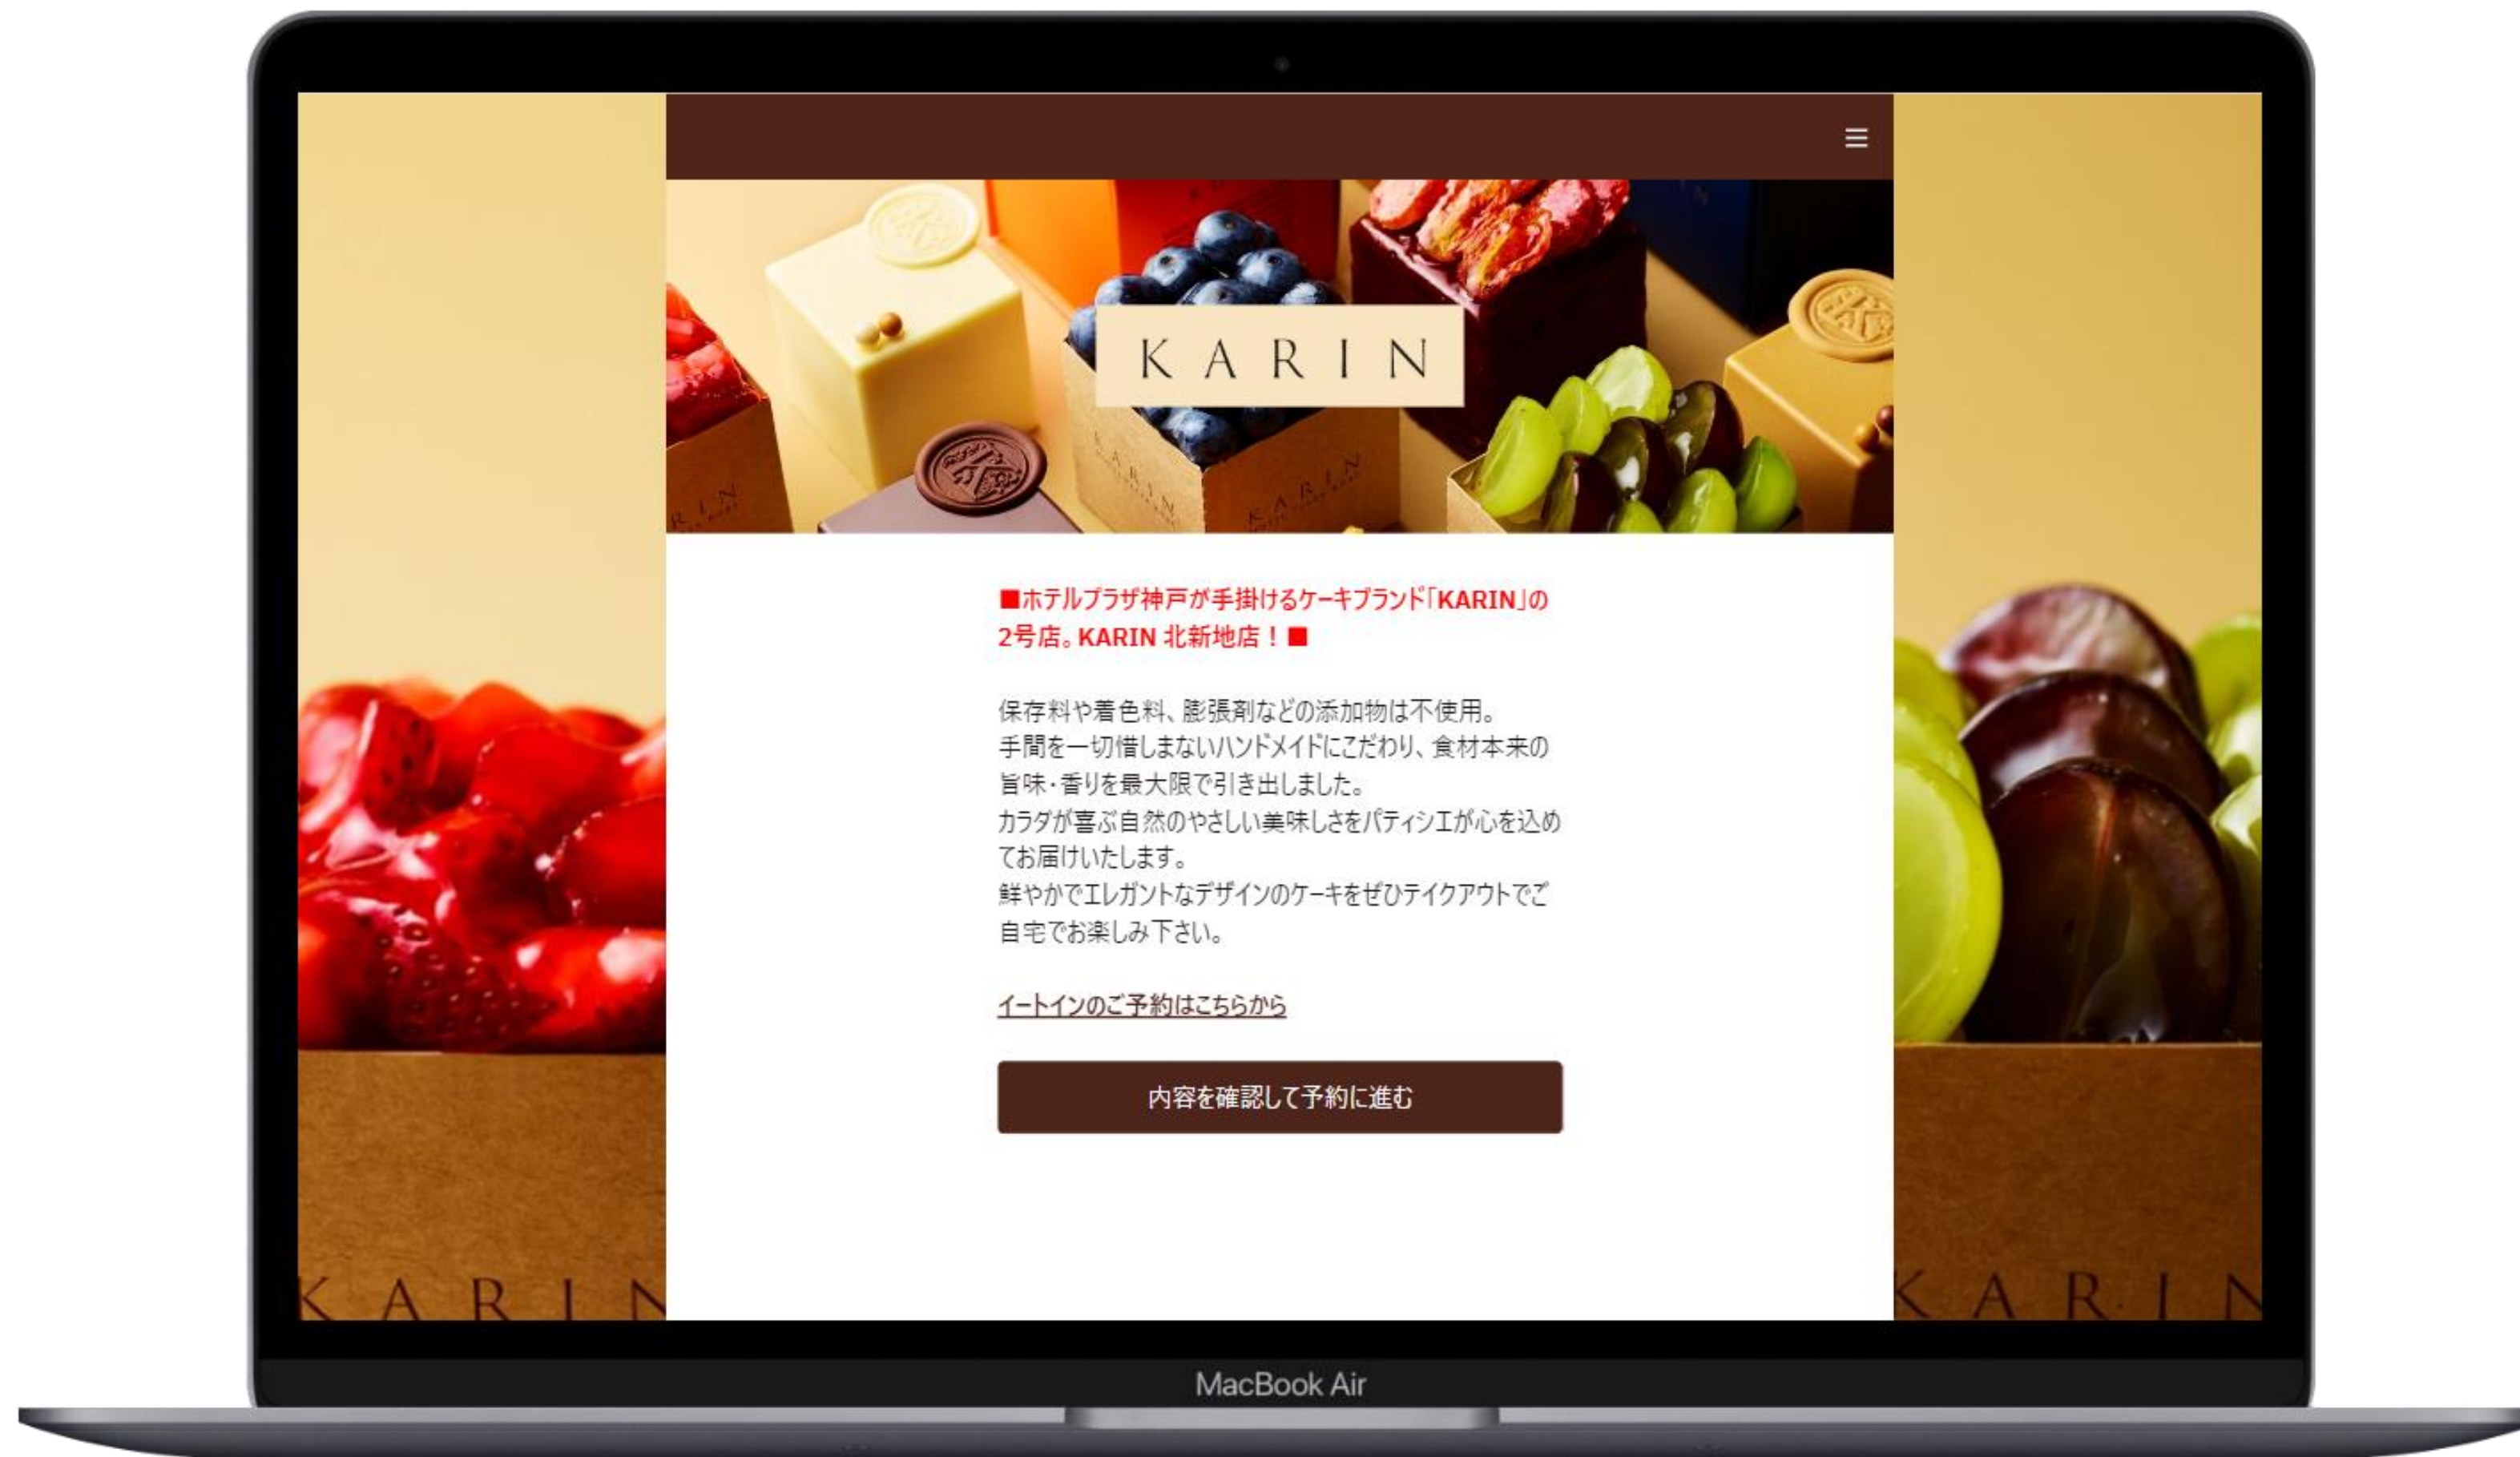 KARIN
KARIN
KARIN
■ホテルプラザ神戸が手掛けるケーキブランド「KARIN」の
2号店。KARIN 北新地店！■
保存料や着色料、膨張剤などの添加物は不使用。
手間を一切惜しまないハンドメイドにこだわり、食材本来の
旨味・香りを最大限で引き出しました。
カラダが喜ぶ自然のやさしい美味しさをパティシエが心を込め
てお届けいたします。
鮮やかでエレガントなデザインのケーキをぜひテイクアウトでご
自宅でお楽しみ下さい。
イートインのご予約はこちらから
内容を確認して予約に進む
KARIN
KARIN
MacBook Air